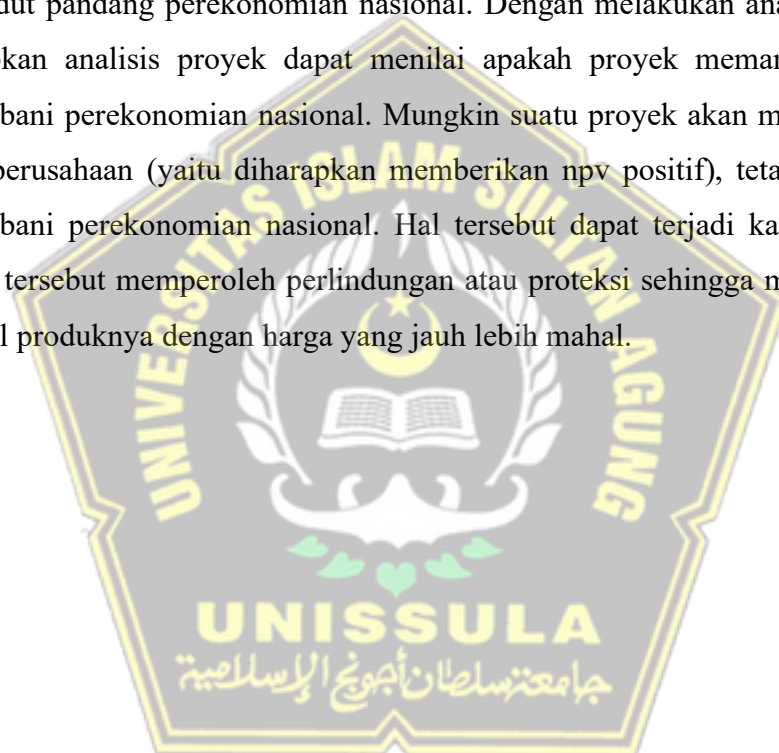 dut pandang perekonomian nasional. Dengan melakukan ana
kan analisis proyek dapat menilai apakah proyek meman
bani perekonomian nasional. Mungkin suatu proyek akan m
perusahaan (yaitu diharapkan memberikan npv positif), teta
bani perekonomian nasional. Hal tersebut dapat terjadi ka
tersebut memperoleh perlindungan atau proteksi sehingga m
l produknya dengan harga yang jauh lebih mahal.
UNIVERSITAS ISLAM SULTAN AGUNG
UNISSULA
جامعة سلطان أجونج الإسلامية